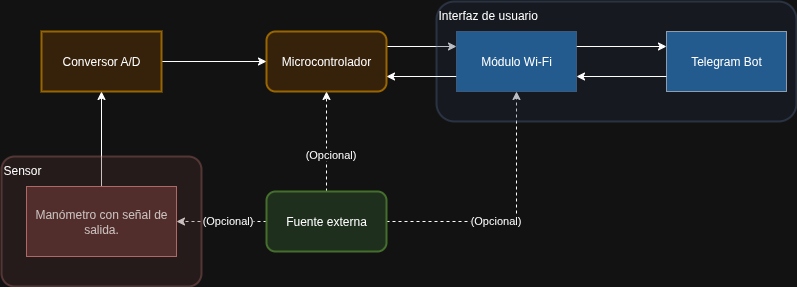 Interfaz de usuario
Conversor A/D
Microcontrolador
Módulo Wi-Fi
Telegram Bot
(Opcional)
Sensor
Manómetro con señal de
salida.
(Opcional)
Fuente externa
(Opcional)